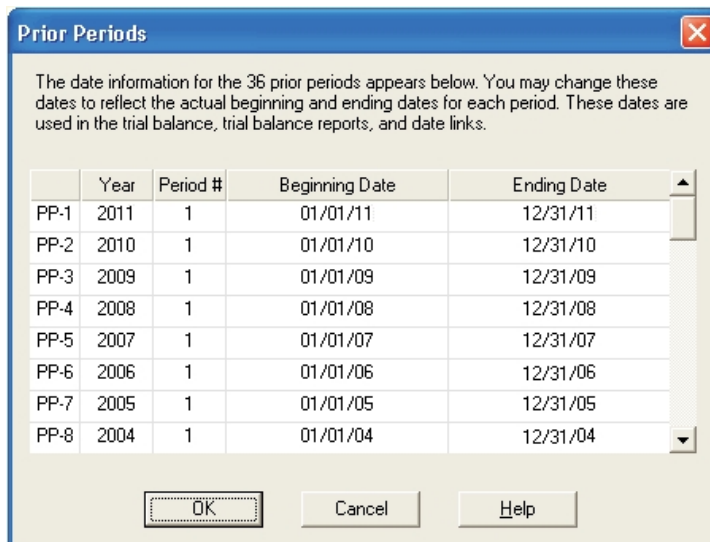 Prior Periods
The date information for the 36 prior periods appears below. You may change these
dates to reflect the actual beginning and ending dates for each period. These dates are
used in the trial balance, trial balance reports, and date links.
Year Period # Beginning Date Ending Date
PP-1 2011 1 01/01/11 12/31/11
PP-2 2010 1 01/01/10 12/31/10
PP-3 2009 1 01/01/09 12/31/09
PP-4 2008 1 01/01/08 12/31/08
PP-5 2007 1 01/01/07 12/31/07
PP-6 2006 1 01/01/06 12/31/06
PP-7 2005 1 01/01/05 12/31/05
PP-8 2004 1 01/01/04 12/31/04
OK Cancel Help